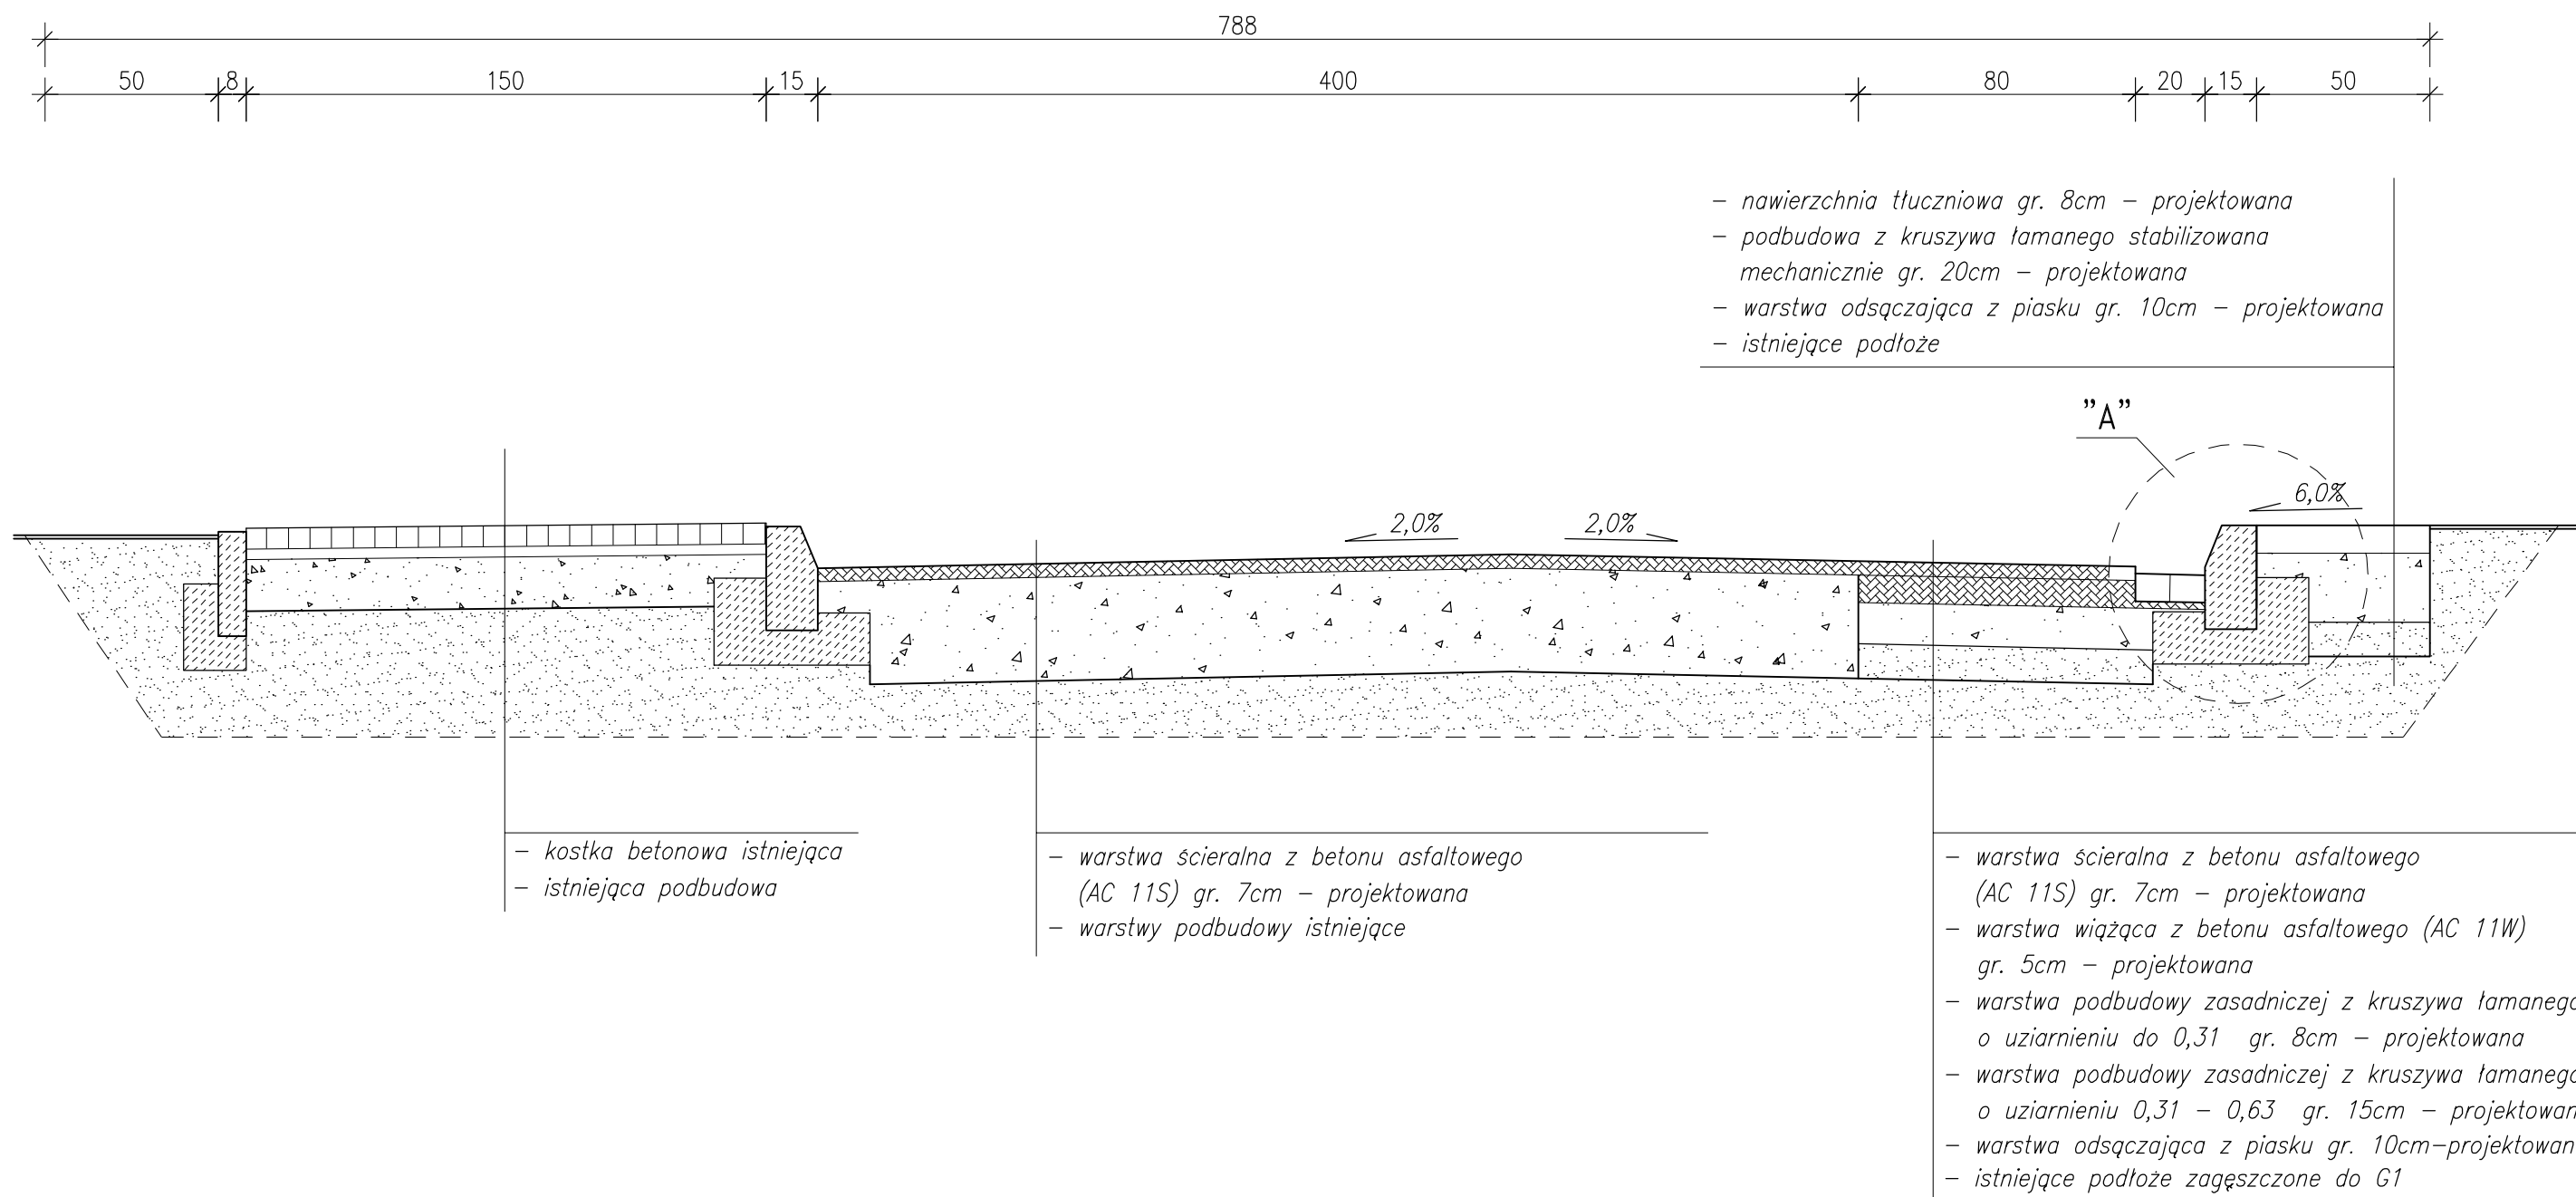 788
50 8 150 15 400 80 20 15 50
– nawierzchnia tłuczniowa gr. 8cm – projektowana
– podbudowa z kruszywa łamanego stabilizowana
mechanicznie gr. 20cm – projektowana
– warstwa odsączająca z piasku gr. 10cm – projektowana
– istniejące podłoże
"A"
6,0%
2,0% 2,0%
– kostka betonowa istniejąca
– istniejąca podbudowa
– warstwa ścieralna z betonu asfaltowego
(AC 11S) gr. 7cm – projektowana
– warstwy podbudowy istniejące
– warstwa ścieralna z betonu asfaltowego
(AC 11S) gr. 7cm – projektowana
– warstwa wiążąca z betonu asfaltowego (AC 11W)
gr. 5cm – projektowana
– warstwa podbudowy zasadniczej z kruszywa łamanego
o uziarnieniu do 0,31 gr. 8cm – projektowana
– warstwa podbudowy zasadniczej z kruszywa łamanego
o uziarnieniu 0,31 – 0,63 gr. 15cm – projektowan
– warstwa odsączająca z piasku gr. 10cm–projektowan
– istniejące podłoże zagęszczone do G1